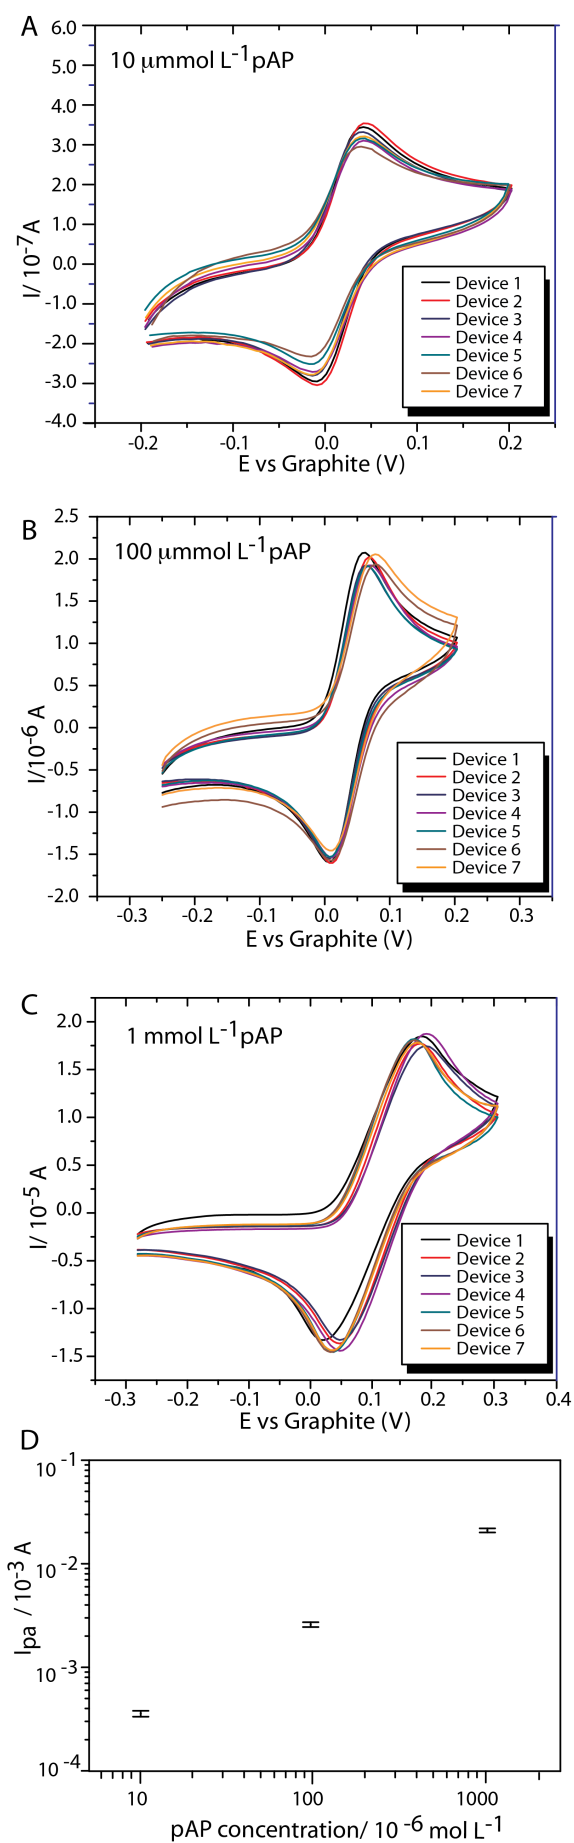 A
10 μmmol L-1pAP
6.0
5.0
4.0
3.0
2.0
1.0
0.0
-1.0
-2.0
-3.0
-4.0
I/ 10-7A
Device 1
Device 2
Device 3
Device 4
Device 5
Device 6
Device 7
-0.2 -0.1 0.0 0.1 0.2
E vs Graphite (V)
B
100 μmmol L-1pAP
2.5
2.0
1.5
1.0
0.5
0.0
-0.5
-1.0
-1.5
-2.0
I/10-6 A
Device 1
Device 2
Device 3
Device 4
Device 5
Device 6
Device 7
-0.3 -0.2 -0.1 0.0 0.1 0.2 0.3
E vs Graphite (V)
C
1 mmol L-1pAP
2.0
1.5
1.0
0.5
0.0
-0.5
-1.0
-1.5
I/ 10-5 A
Device 1
Device 2
Device 3
Device 4
Device 5
Device 6
Device 7
-0.3 -0.2 -0.1 0.0 0.1 0.2 0.3 0.4
E vs Graphite (V)
D
10 -1
10 -2
10 -3
10 -4
Ipa / 10-3 A
10 100 1000
pAP concentration/ 10 -6 mol L-1